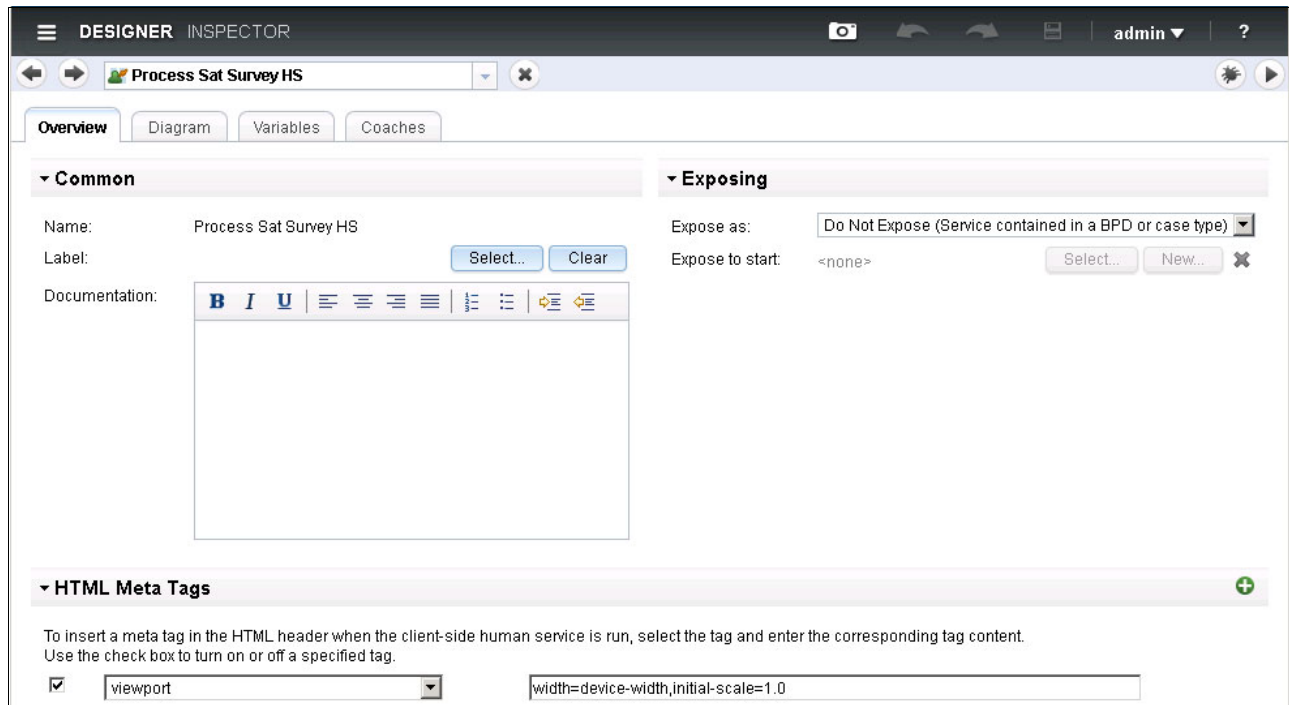 DESIGNER INSPECTOR
admin ?
Process Sat Survey HS
Overview Diagram Variables Coaches
Common
Name: Process Sat Survey HS
Label: Select... Clear
Documentation:
B I U
Exposing
Expose as: Do Not Expose (Service contained in a BPD or case type)
Expose to start: <none> Select... New...
HTML Meta Tags
To insert a meta tag in the HTML header when the client-side human service is run, select the tag and enter the corresponding tag content.
Use the check box to turn on or off a specified tag.
viewport width=device-width,initial-scale=1.0